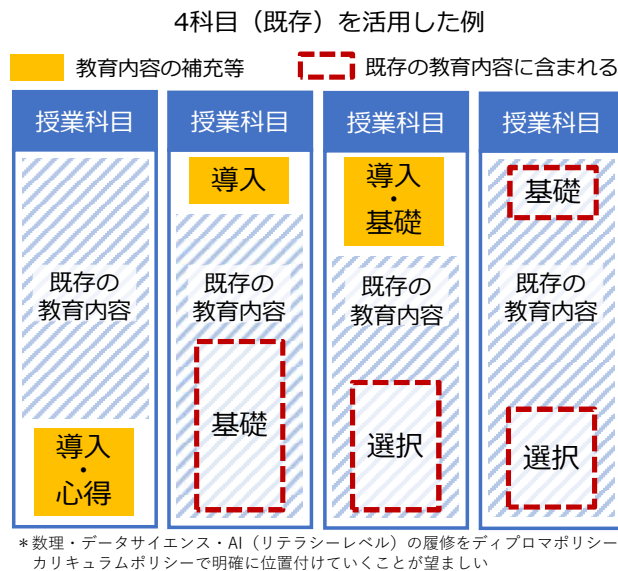 4科目（既存）を活用した例
教育内容の補充等
既存の教育内容に含まれる
授業科目
既存の
教育内容
導入
・
心得
授業科目
導入
既存の
教育内容
基礎
授業科目
導入
・
基礎
既存の
教育内容
選択
授業科目
基礎
既存の
教育内容
選択
＊数理・データサイエンス・AI（リテラシーレベル）の履修をディプロマポリシー
カリキュラムポリシーで明確に位置付けていくことが望ましい